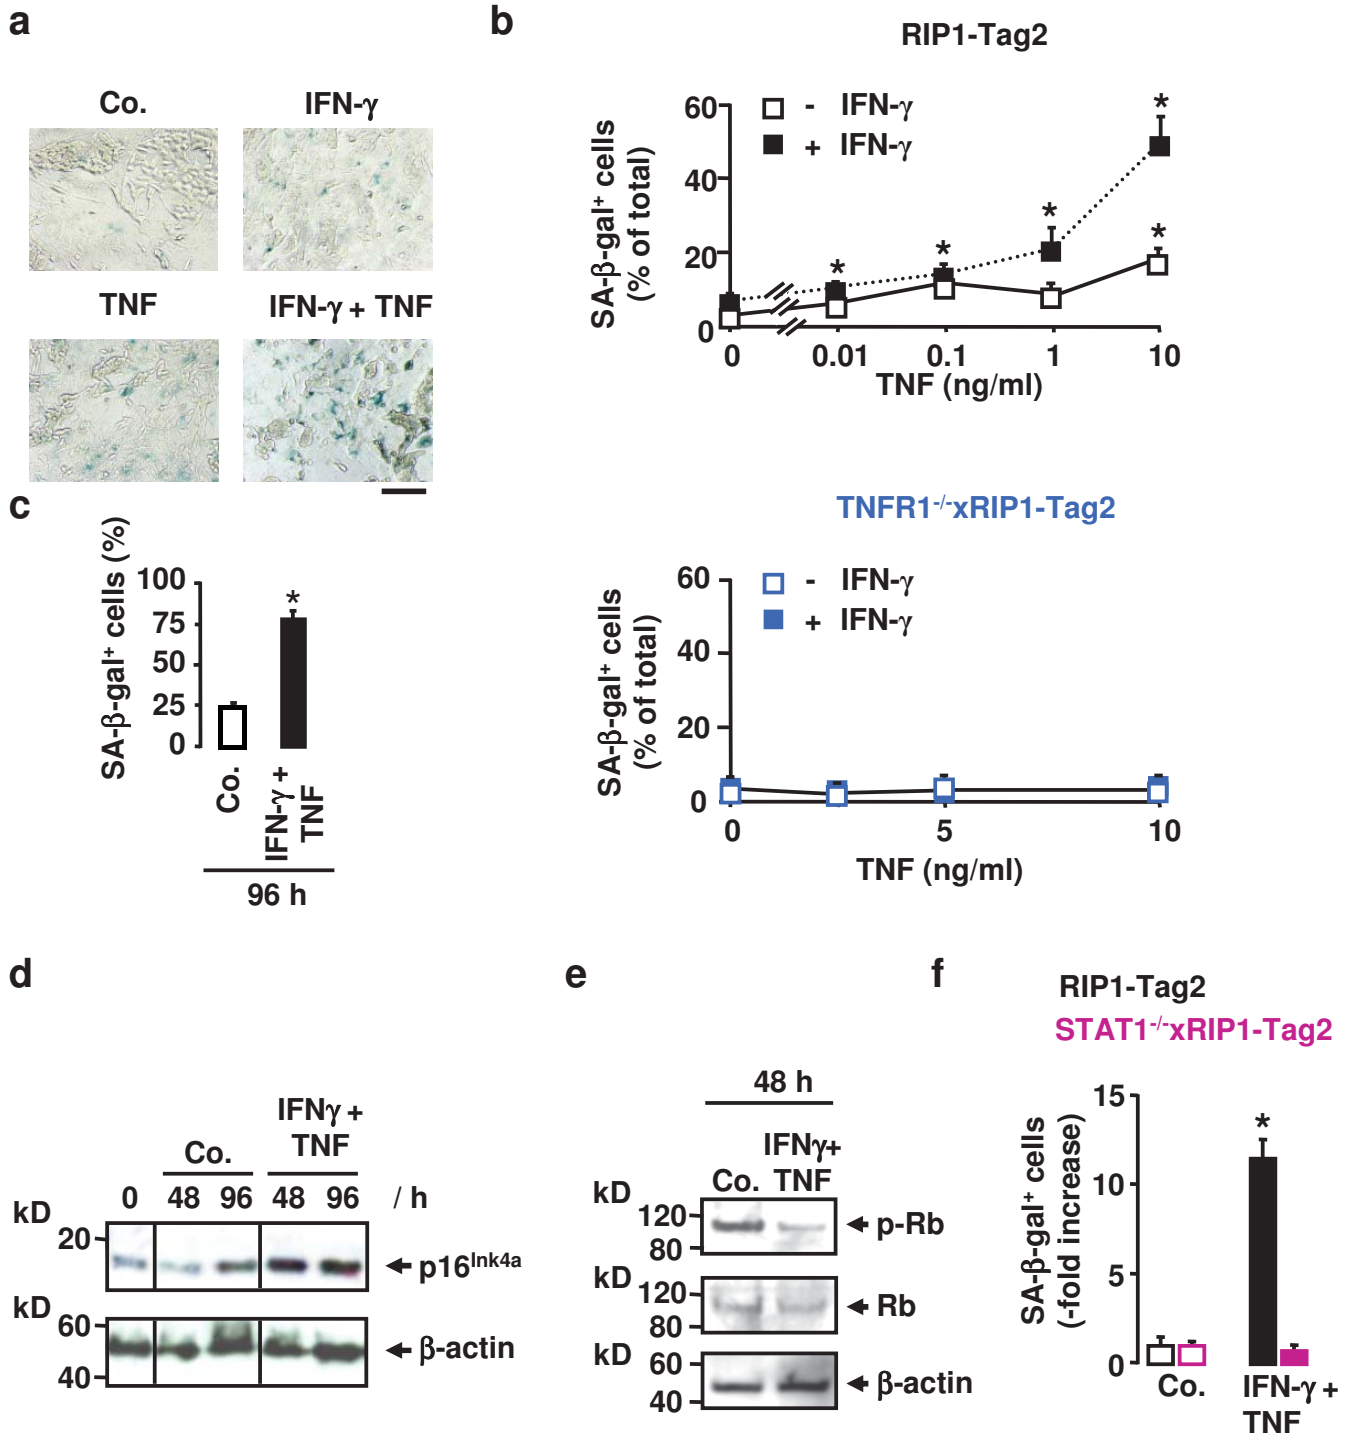 a
Co.
IFN-γ
TNF
IFN-γ + TNF
b
RIP1-Tag2
- IFN-γ
+ IFN-γ
SA-β-gal⁺ cells
(% of total)
60
40
20
0
*
*
*
*
*
0 0.01 0.1 1 10
TNF (ng/ml)
TNFR1⁻/⁻xRIP1-Tag2
- IFN-γ
+ IFN-γ
SA-β-gal⁺ cells
(% of total)
60
40
20
0
0 5 10
TNF (ng/ml)
c
SA-β-gal⁺ cells (%)
100
75
50
25
0
*
Co.
IFN-γ +
TNF
96 h
d
IFNγ +
TNF
Co.
0 48 96 48 96 / h
kD
20
p16ᴵⁿᵏ⁴ᵃ
kD
60
40
β-actin
e
48 h
IFNγ+
TNF
Co.
kD
120
80
p-Rb
kD
120
80
Rb
kD
60
40
β-actin
f
RIP1-Tag2
STAT1⁻/⁻xRIP1-Tag2
SA-β-gal⁺ cells
(-fold increase)
15
10
5
0
*
Co.
IFN-γ +
TNF